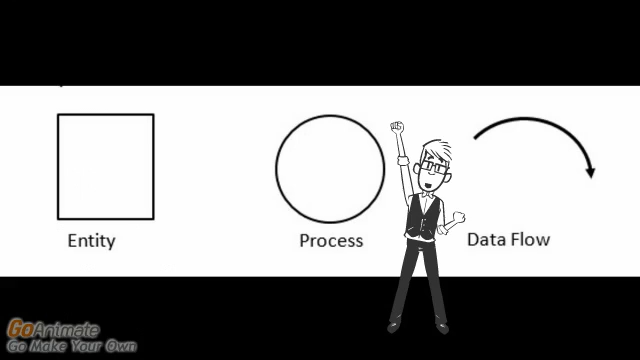 Entity
Process
Data Flow
GoAnimate
Go Make Your Own